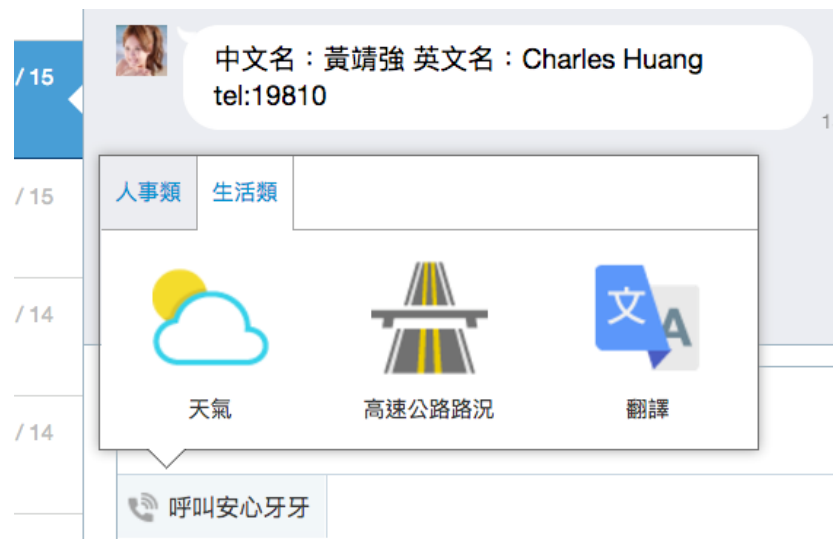 / 15
中文名：黃靖強 英文名：Charles Huang
tel:19810
1
人事類 生活類
/ 15
文 A
/ 14
天氣 高速公路路況 翻譯
/ 14
呼叫安心牙牙